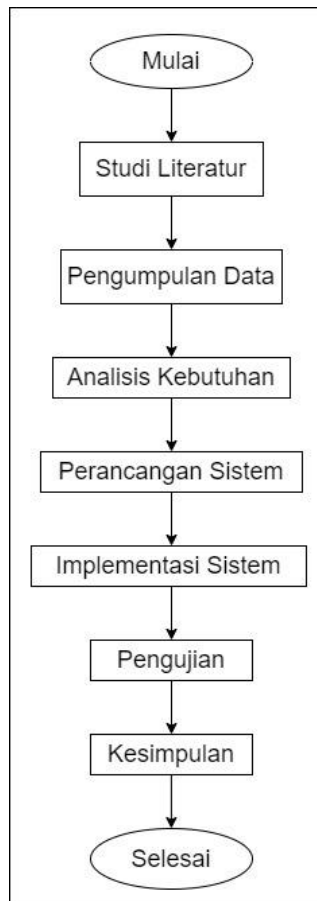 Mulai
Studi Literatur
Pengumpulan Data
Analisis Kebutuhan
Perancangan Sistem
Implementasi Sistem
Pengujian
Kesimpulan
Selesai